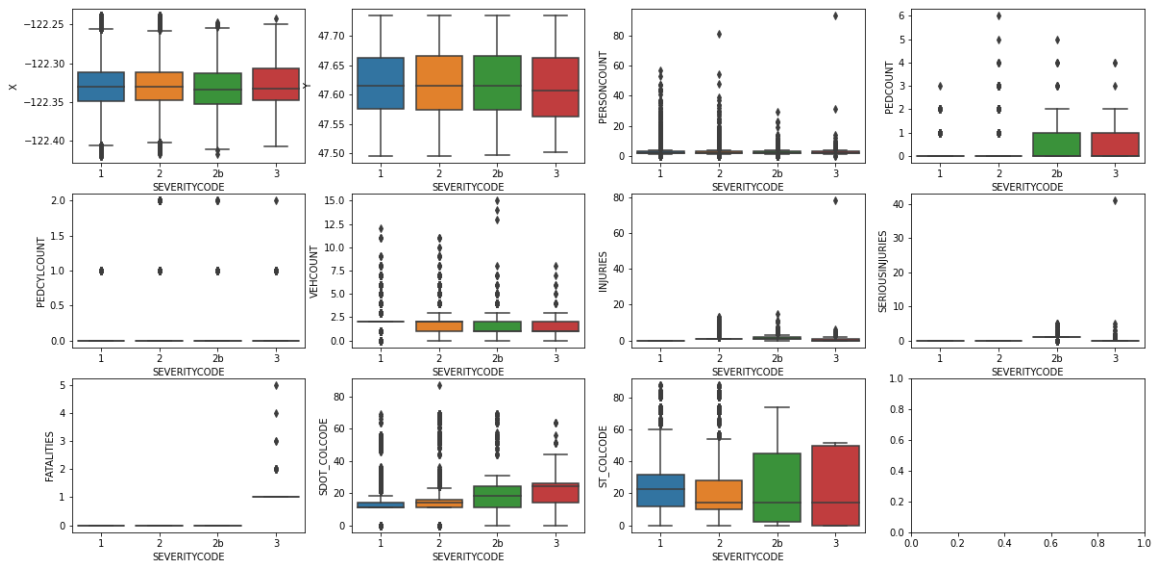 −122.25
−122.30
−122.35
−122.40
X
1 2 2b 3
SEVERITYCODE
47.70
47.65
47.60
47.55
47.50
Y
1 2 2b 3
SEVERITYCODE
80
60
40
20
0
PERSONCOUNT
1 2 2b 3
SEVERITYCODE
6
5
4
3
2
1
0
PEDCOUNT
1 2 2b 3
SEVERITYCODE
2.0
1.5
1.0
0.5
0.0
PEDCYLCOUNT
1 2 2b 3
SEVERITYCODE
15.0
12.5
10.0
7.5
5.0
2.5
0.0
VEHCOUNT
1 2 2b 3
SEVERITYCODE
80
60
40
20
0
INJURIES
1 2 2b 3
SEVERITYCODE
40
30
20
10
0
SERIOUSINJURIES
1 2 2b 3
SEVERITYCODE
5
4
3
2
1
0
FATALITIES
1 2 2b 3
SEVERITYCODE
80
60
40
20
0
SDOT_COLCODE
1 2 2b 3
SEVERITYCODE
80
60
40
20
0
ST_COLCODE
1 2 2b 3
SEVERITYCODE
1.0
0.8
0.6
0.4
0.2
0.0
0.0 0.2 0.4 0.6 0.8 1.0